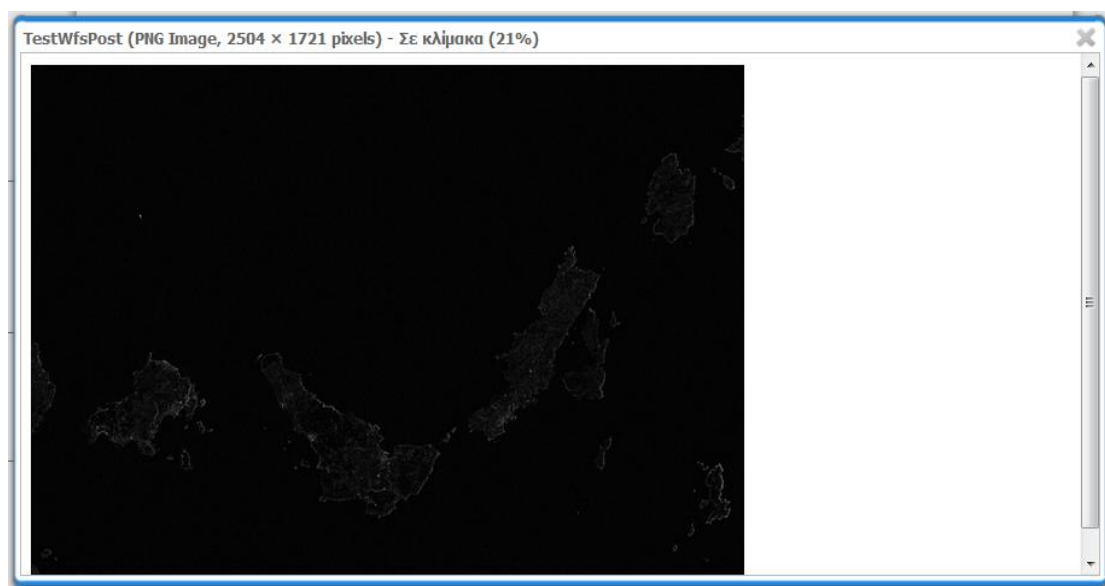 TestWfsPost (PNG Image, 2504 × 1721 pixels) - Σε κλίμακα (21%)